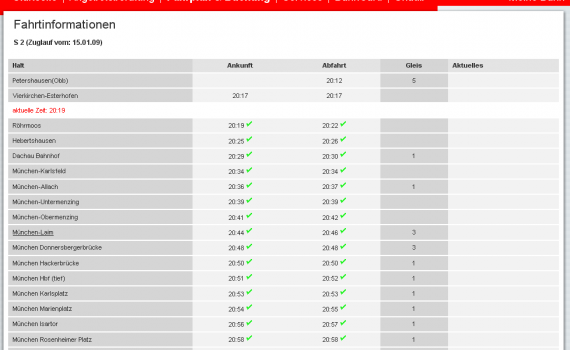 Fahrtinformationen
S 2 (Zuglauf vom: 15.01.09)
Halt Ankunft Abfahrt Gleis Aktuelles
Petershausen(Obb) 20:12 5
Vierkirchen-Esterhofen 20:17 20:17
aktuelle Zeit: 20:19
Röhrmoos 20:19 ✔ 20:22 ✔
Hebertshausen 20:25 ✔ 20:26 ✔
Dachau Bahnhof 20:29 ✔ 20:30 ✔ 1
München-Karlsfeld 20:34 ✔ 20:34 ✔
München-Allach 20:36 ✔ 20:37 ✔ 1
München-Untermenzing 20:39 ✔ 20:39 ✔
München-Obermenzing 20:41 ✔ 20:42 ✔
München-Laim 20:44 ✔ 20:46 ✔ 3
München Donnersbergerbrücke 20:48 ✔ 20:48 ✔ 3
München Hackerbrücke 20:50 ✔ 20:50 ✔ 1
München Hbf (tief) 20:51 ✔ 20:52 ✔ 1
München Karlsplatz 20:53 ✔ 20:53 ✔ 1
München Marienplatz 20:54 ✔ 20:55 ✔ 1
München Isartor 20:56 ✔ 20:57 ✔ 1
München Rosenheimer Platz 20:58 ✔ 20:58 ✔ 1